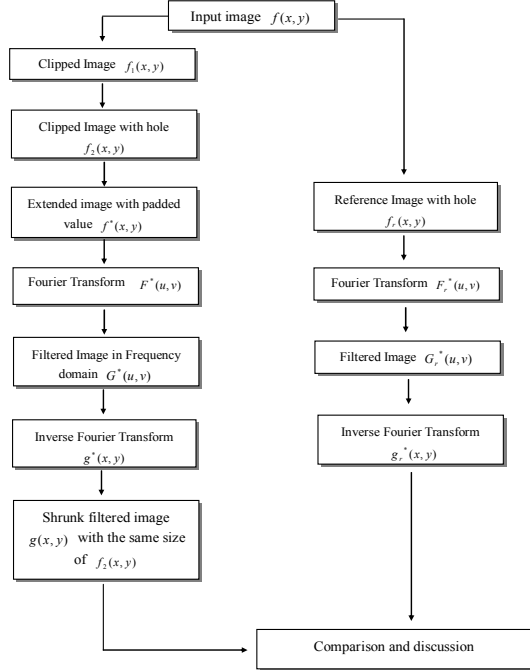 Input image f(x, y)
Clipped Image f₁(x, y)
Clipped Image with hole
f₂(x, y)
Extended image with padded
value f*(x, y)
Fourier Transform F*(u, v)
Filtered Image in Frequency
domain G*(u, v)
Inverse Fourier Transform
g*(x, y)
Shrunk filtered image
g(x, y) with the same size
of f₂(x, y)
Reference Image with hole
fᵣ(x, y)
Fourier Transform Fᵣ*(u, v)
Filtered Image Gᵣ*(u, v)
Inverse Fourier Transform
gᵣ*(x, y)
Comparison and discussion